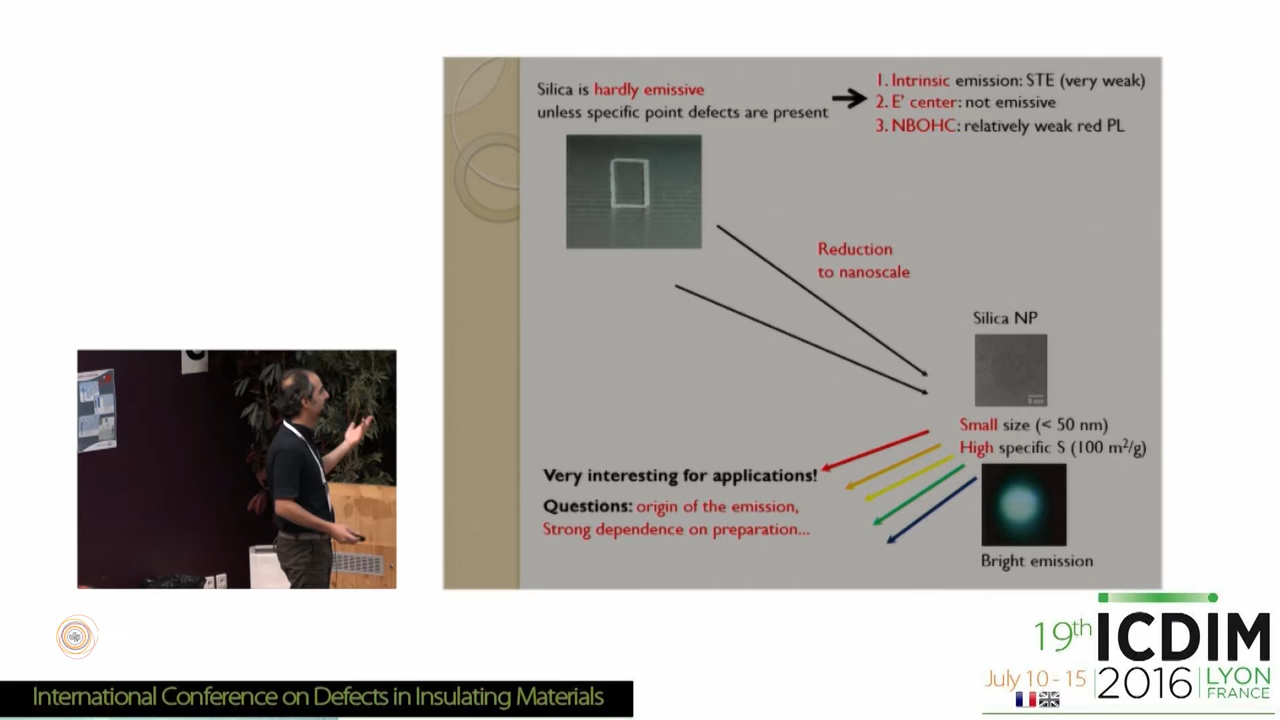 Silica is hardly emissive
unless specific point defects are present
1. Intrinsic emission: STE (very weak)
2. E' center: not emissive
3. NBOHC: relatively weak red PL
Reduction
to nanoscale
Silica NP
Small size (< 50 nm)
High specific S (100 m²/g)
Very interesting for applications!
Questions: origin of the emission,
Strong dependence on preparation...
Bright emission
19th ICDIM
July 10 - 15 2016 LYON
FRANCE
International Conference on Defects in Insulating Materials